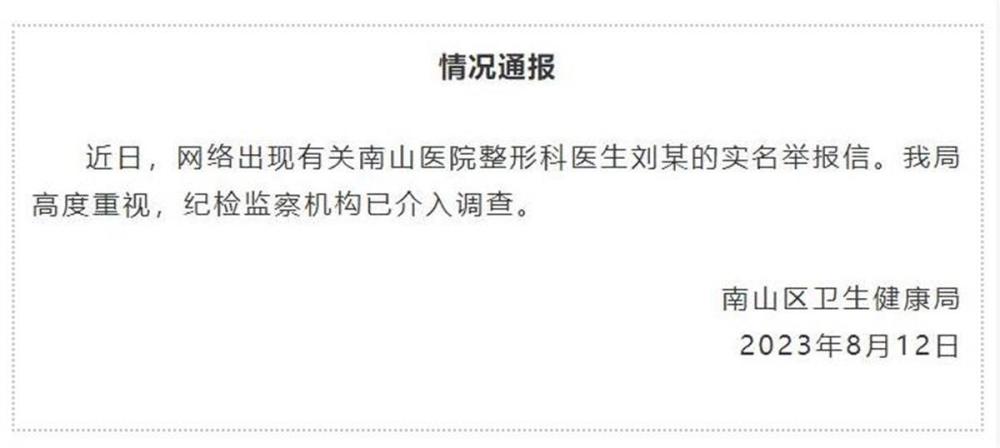 情况通报
近日，网络出现有关南山医院整形科医生刘某的实名举报信。我局
高度重视，纪检监察机构已介入调查。
南山区卫生健康局
2023年8月12日